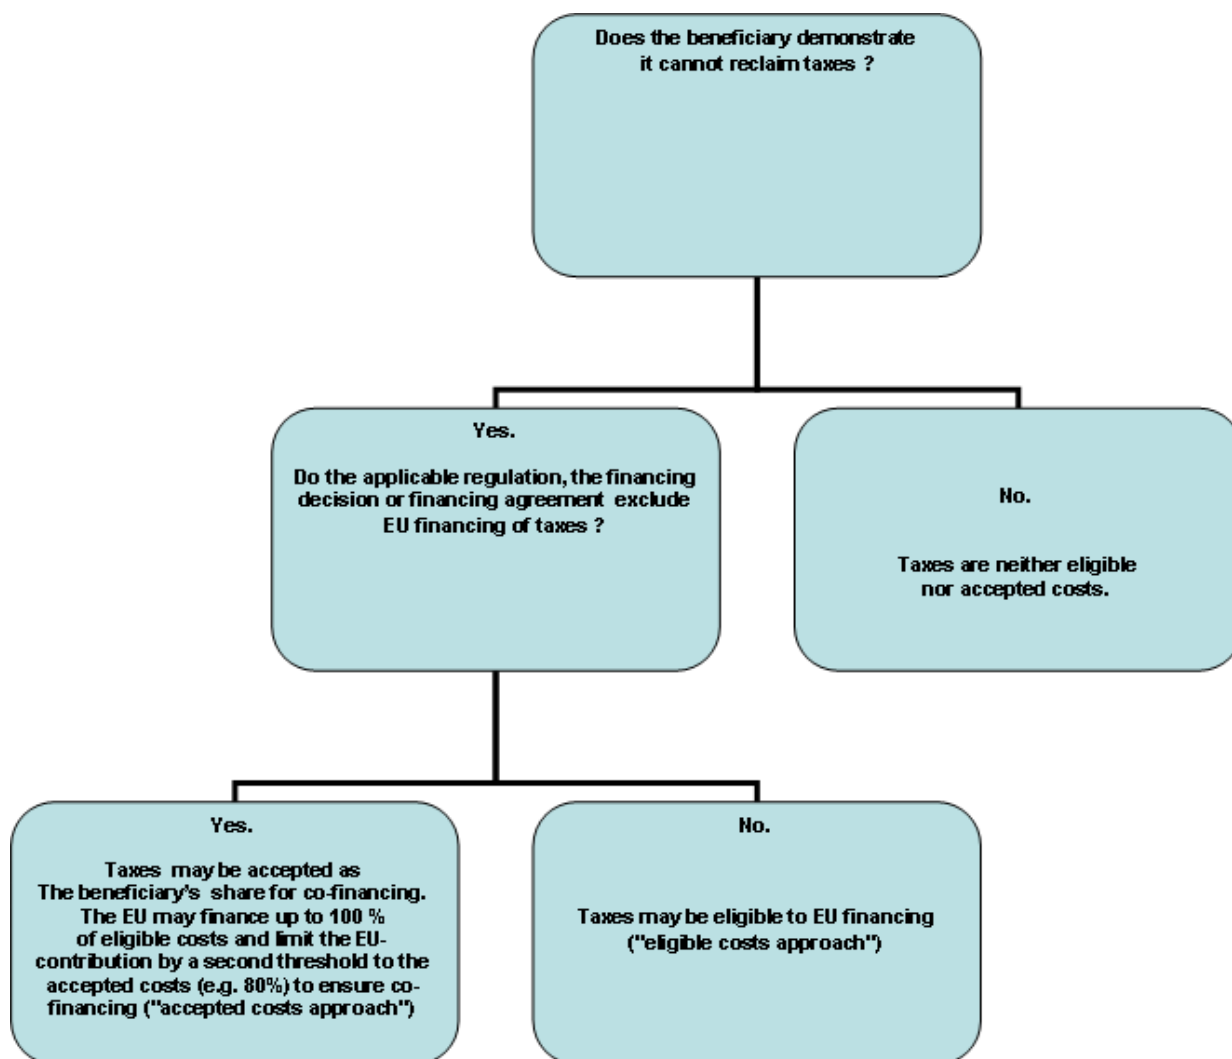 Does the beneficiary demonstrate
it cannot reclaim taxes ?
Yes.
Do the applicable regulation, the financing
decision or financing agreement exclude
EU financing of taxes ?
No.
Taxes are neither eligible
nor accepted costs.
Yes.
Taxes may be accepted as
The beneficiary's share for co-financing.
The EU may finance up to 100 %
of eligible costs and limit the EU-
contribution by a second threshold to the
accepted costs (e.g. 80%) to ensure co-
financing ("accepted costs approach")
No.
Taxes may be eligible to EU financing
("eligible costs approach")